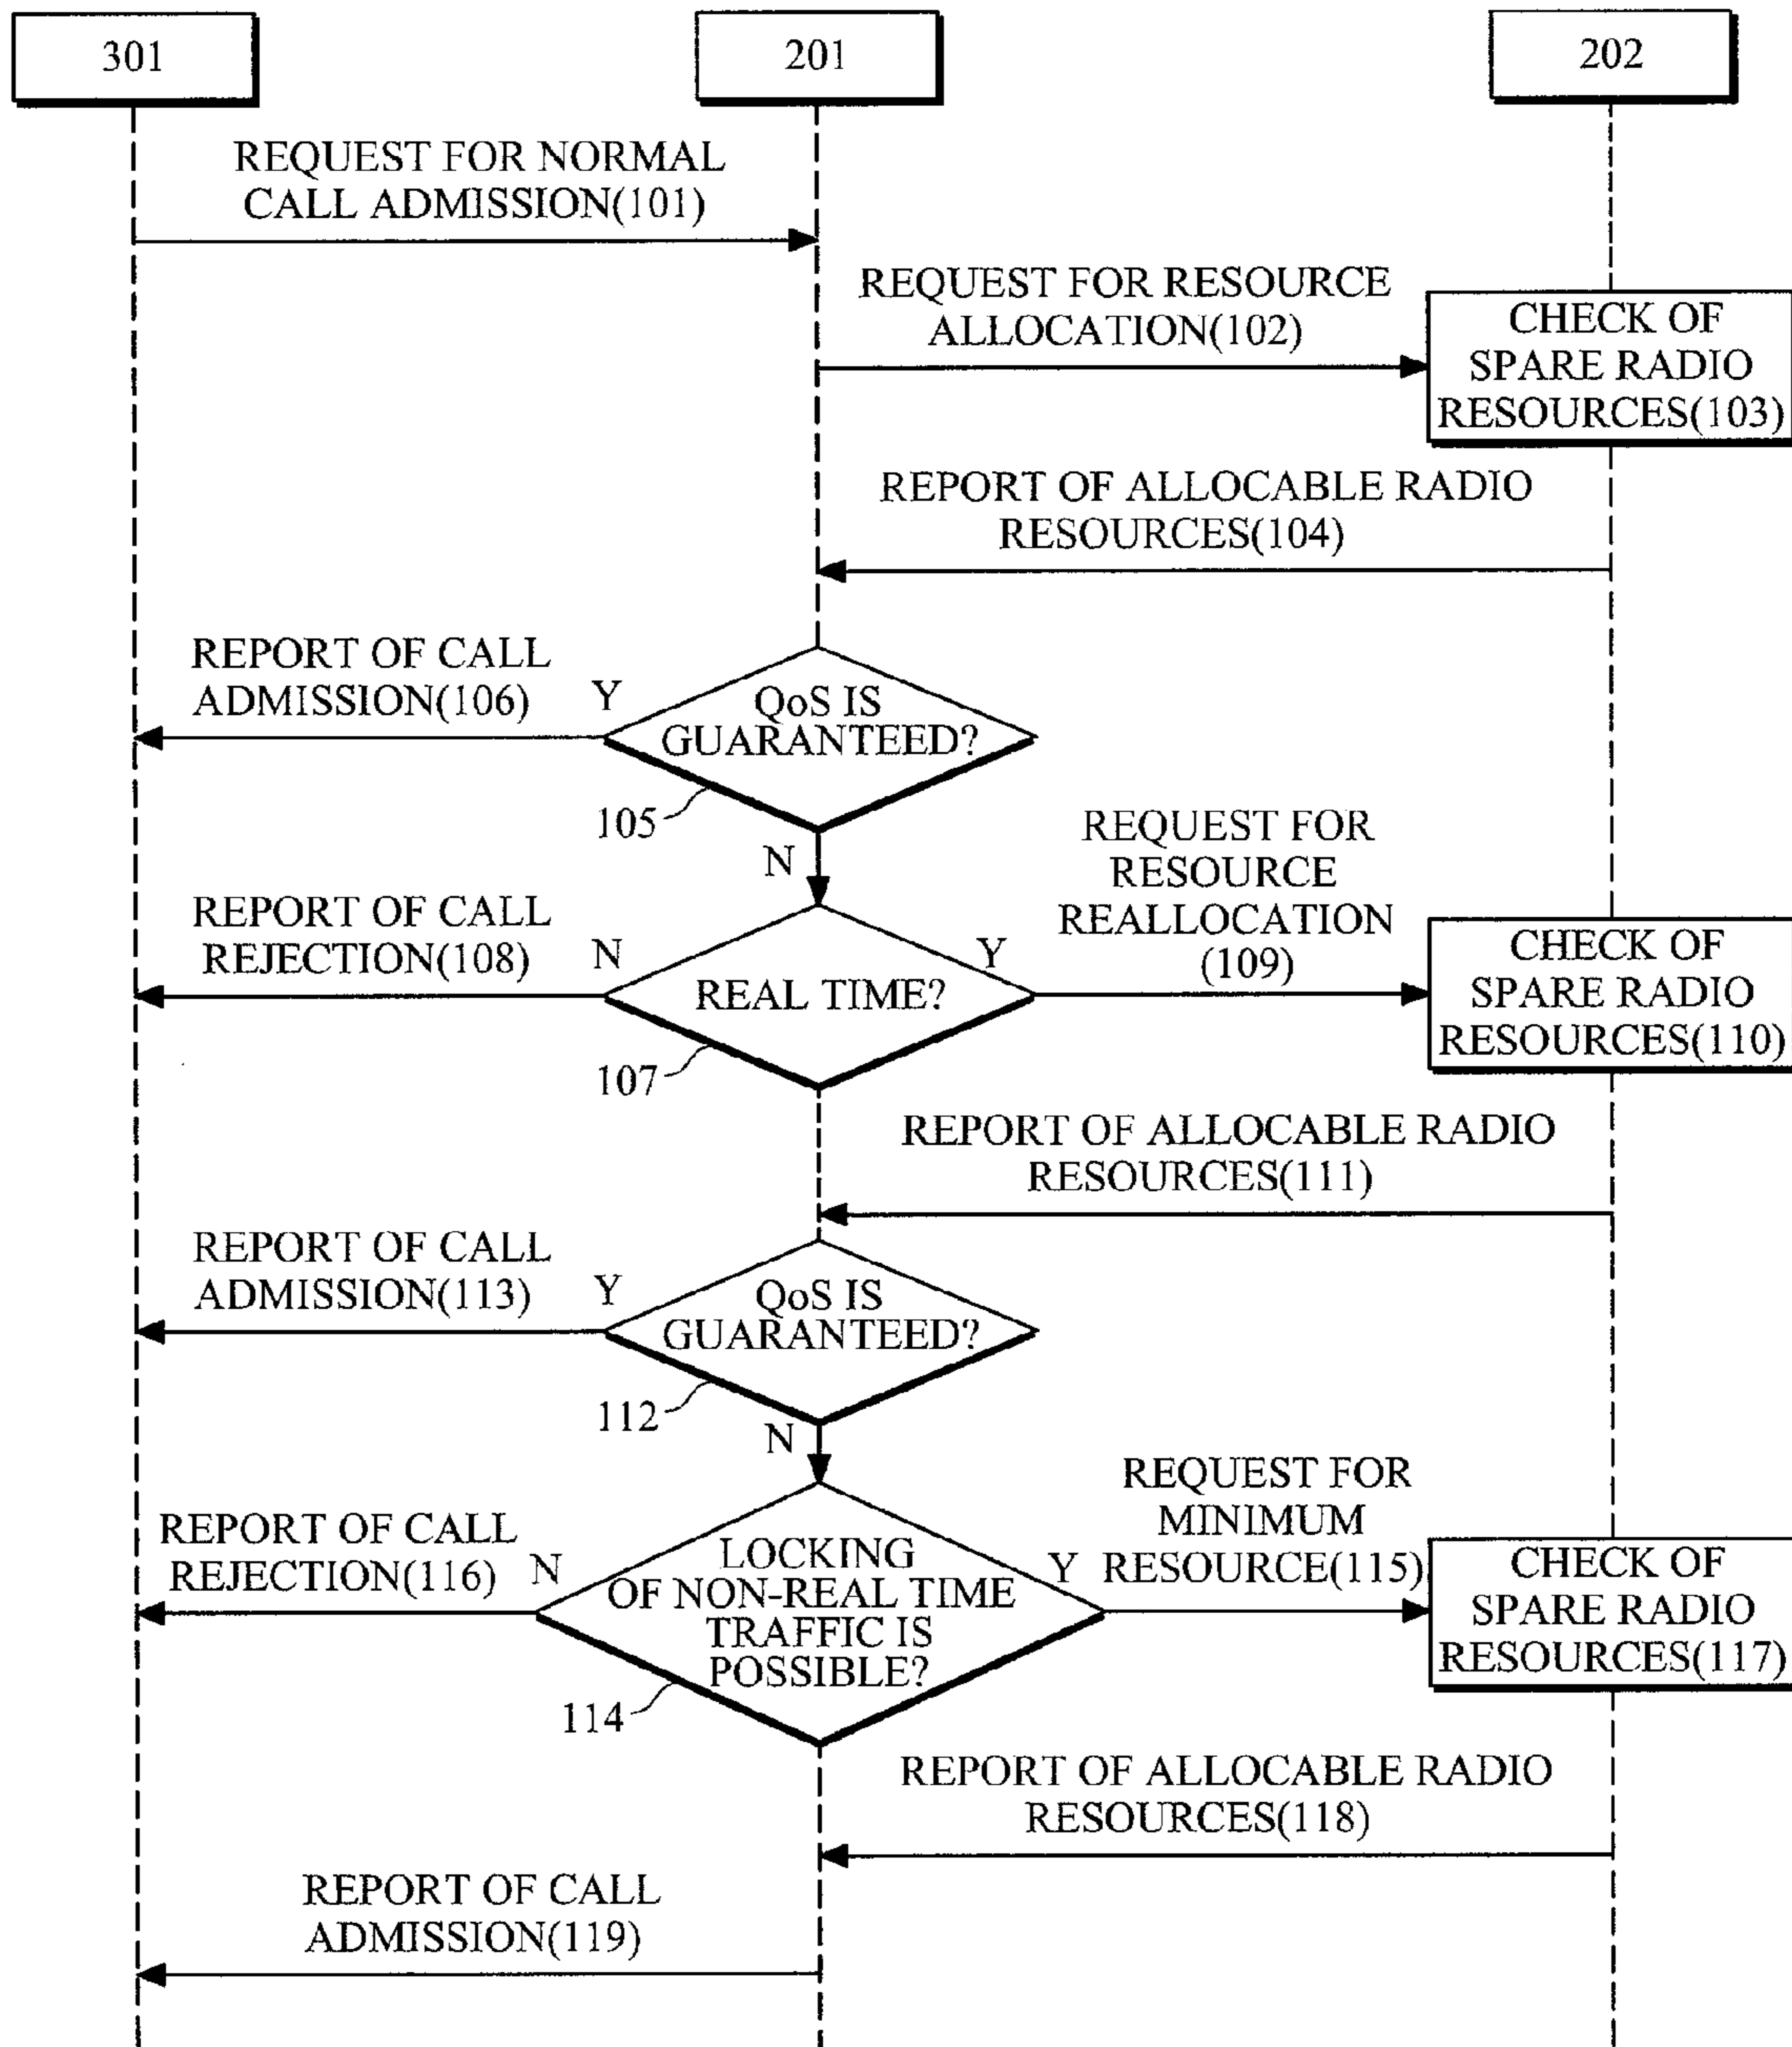 301
201
202
REQUEST FOR NORMAL
CALL ADMISSION(101)
REQUEST FOR RESOURCE
ALLOCATION(102)
CHECK OF
SPARE RADIO
RESOURCES(103)
REPORT OF ALLOCABLE RADIO
RESOURCES(104)
REPORT OF CALL
ADMISSION(106)
Y
QoS IS
GUARANTEED?
105
N
REQUEST FOR
RESOURCE
REALLOCATION
(109)
REPORT OF CALL
REJECTION(108)
N
REAL TIME?
Y
107
CHECK OF
SPARE RADIO
RESOURCES(110)
REPORT OF ALLOCABLE RADIO
RESOURCES(111)
REPORT OF CALL
ADMISSION(113)
Y
QoS IS
GUARANTEED?
112
N
REQUEST FOR
MINIMUM
RESOURCE(115)
REPORT OF CALL
REJECTION(116)
N
LOCKING
OF NON-REAL TIME
TRAFFIC IS
POSSIBLE?
Y
114
CHECK OF
SPARE RADIO
RESOURCES(117)
REPORT OF ALLOCABLE RADIO
RESOURCES(118)
REPORT OF CALL
ADMISSION(119)